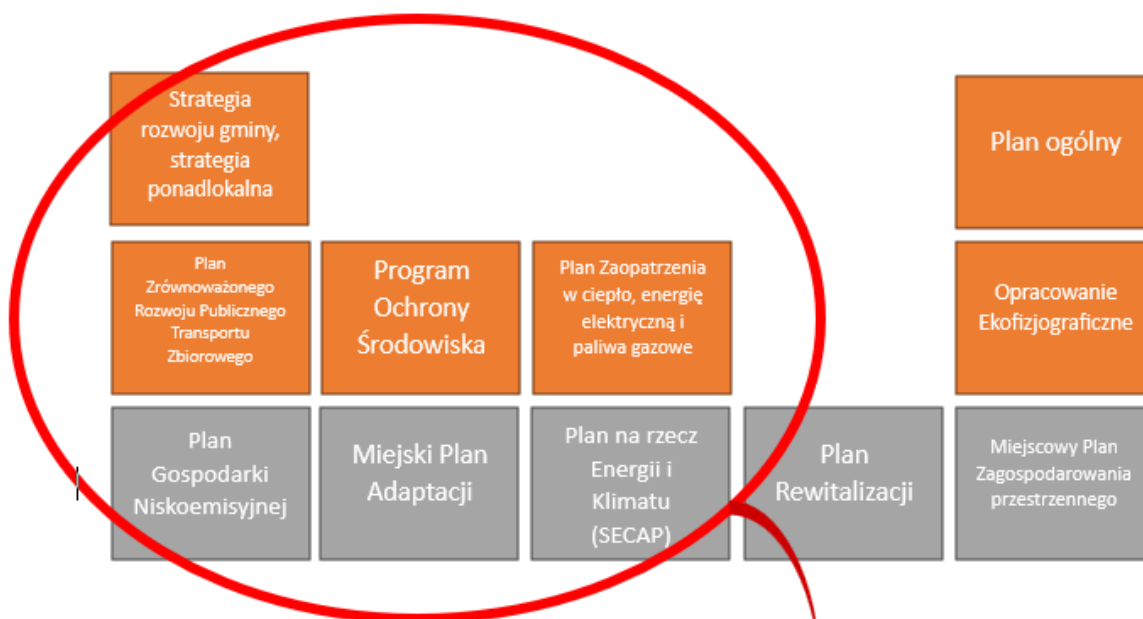 Strategia
rozwoju gminy,
strategia
ponadlokalna
Plan ogólny
Plan
Zrównoważonego
Rozwoju Publicznego
Transportu
Zbiorowego
Program
Ochrony
Środowiska
Plan Zaopatrzenia
w ciepło, energię
elektryczną i
paliwa gazowe
Opracowanie
Ekofizjograficzne
Plan
Gospodarki
Niskoemisyjnej
Miejski Plan
Adaptacji
Plan na rzecz
Energii i
Klimatu
(SECAP)
Plan
Rewitalizacji
Miejscowy Plan
Zagospodarowania
przestrzennego